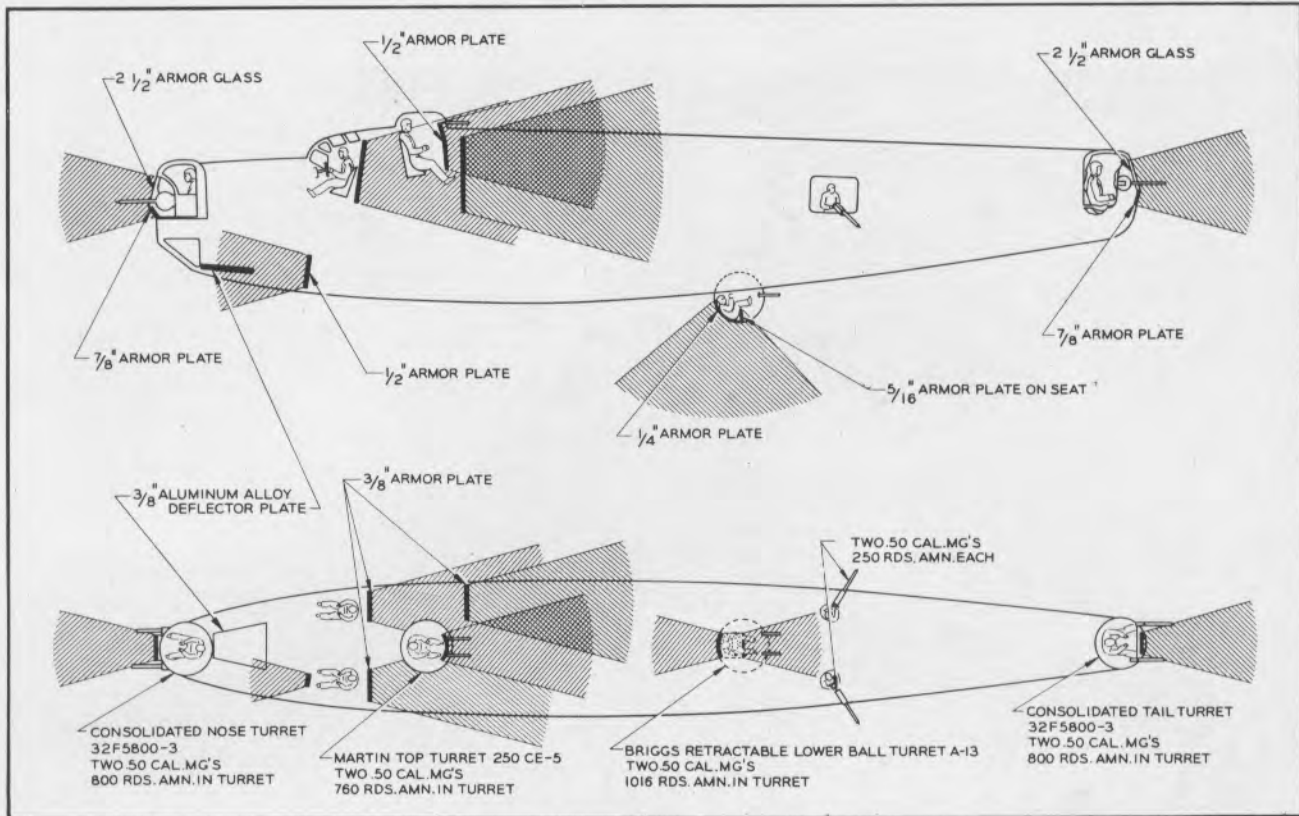 1/2" ARMOR PLATE
2 1/2" ARMOR GLASS
2 1/2" ARMOR GLASS
7/8" ARMOR PLATE
1/2" ARMOR PLATE
7/8" ARMOR PLATE
5/16" ARMOR PLATE ON SEAT
1/4" ARMOR PLATE
3/8" ALUMINUM ALLOY
DEFLECTOR PLATE
3/8" ARMOR PLATE
TWO .50 CAL. MG'S
250 RDS. AMN. EACH
CONSOLIDATED NOSE TURRET
32F5800-3
TWO .50 CAL. MG'S
800 RDS. AMN. IN TURRET
MARTIN TOP TURRET 250 CE-5
TWO .50 CAL. MG'S
760 RDS. AMN. IN TURRET
BRIGGS RETRACTABLE LOWER BALL TURRET A-13
TWO .50 CAL. MG'S
1016 RDS. AMN. IN TURRET
CONSOLIDATED TAIL TURRET
32F5800-3
TWO .50 CAL. MG'S
800 RDS. AMN. IN TURRET